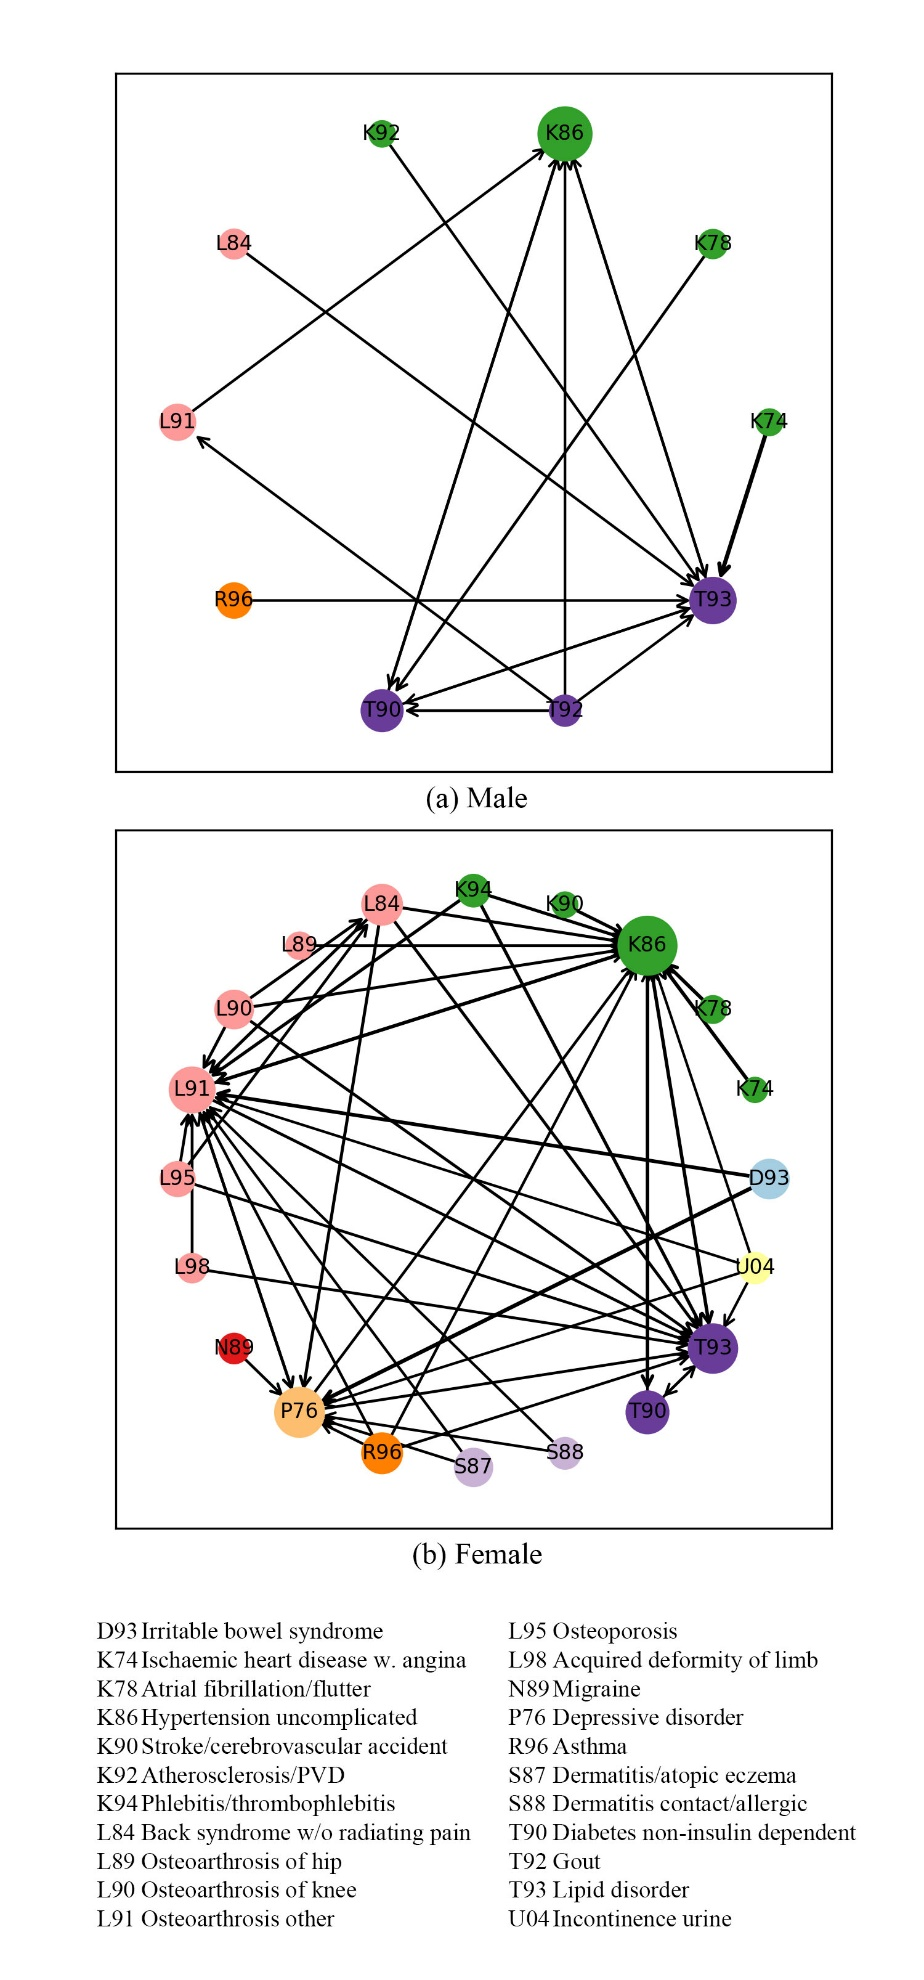 K92
K86
L84
K78
L91
K74
R96
T93
T90
T92
(a) Male
K94
L84
K90
L89
K86
L90
K78
L91
K74
L95
D93
L98
U04
N89
T93
P76
T90
R96
S87
S88
(b) Female
D93 Irritable bowel syndrome
K74 Ischaemic heart disease w. angina
K78 Atrial fibrillation/flutter
K86 Hypertension uncomplicated
K90 Stroke/cerebrovascular accident
K92 Atherosclerosis/PVD
K94 Phlebitis/thrombophlebitis
L84 Back syndrome w/o radiating pain
L89 Osteoarthrosis of hip
L90 Osteoarthrosis of knee
L91 Osteoarthrosis other
L95 Osteoporosis
L98 Acquired deformity of limb
N89 Migraine
P76 Depressive disorder
R96 Asthma
S87 Dermatitis/atopic eczema
S88 Dermatitis contact/allergic
T90 Diabetes non-insulin dependent
T92 Gout
T93 Lipid disorder
U04 Incontinence urine